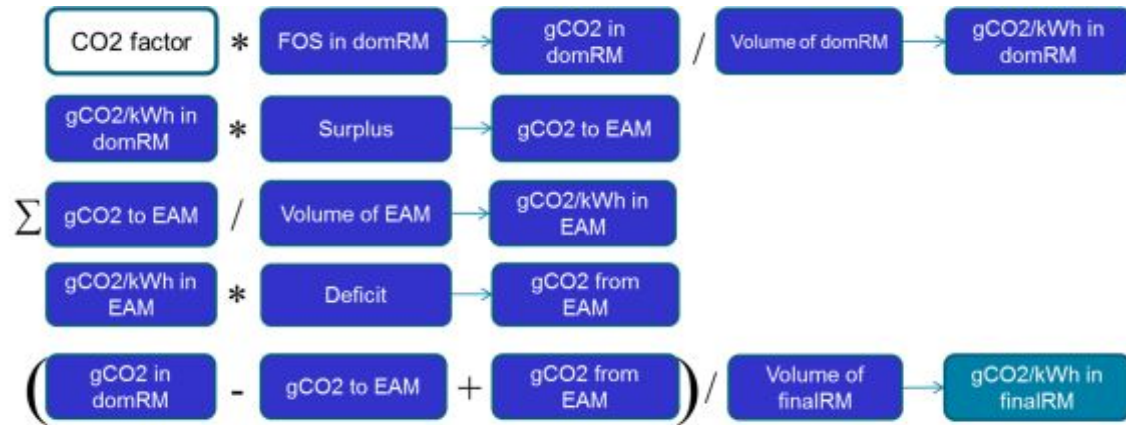 CO2 factor * FOS in domRM gCO2 in domRM / Volume of domRM gCO2/kWh in domRM
gCO2/kWh in domRM * Surplus gCO2 to EAM
∑ gCO2 to EAM / Volume of EAM gCO2/kWh in EAM
gCO2/kWh in EAM * Deficit gCO2 from EAM
( gCO2 in domRM - gCO2 to EAM + gCO2 from EAM ) / Volume of finalRM gCO2/kWh in finalRM